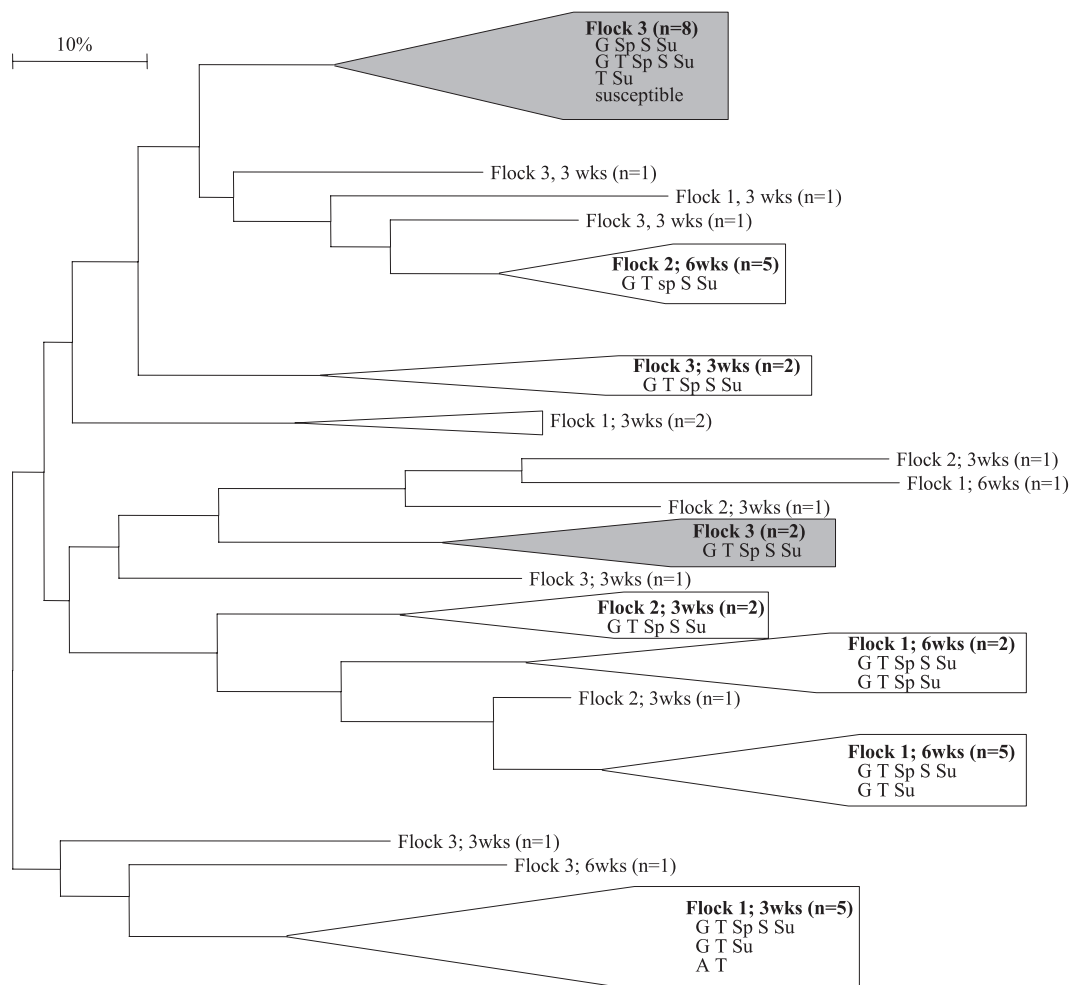 10%
Flock 3 (n=8)
G Sp S Su
G T Sp S Su
T Su
susceptible
Flock 3, 3 wks (n=1)
Flock 1, 3 wks (n=1)
Flock 3, 3 wks (n=1)
Flock 2; 6wks (n=5)
G T sp S Su
Flock 3; 3wks (n=2)
G T Sp S Su
Flock 1; 3wks (n=2)
Flock 2; 3wks (n=1)
Flock 1; 6wks (n=1)
Flock 2; 3wks (n=1)
Flock 3 (n=2)
G T Sp S Su
Flock 3; 3wks (n=1)
Flock 2; 3wks (n=2)
G T Sp S Su
Flock 1; 6wks (n=2)
G T Sp S Su
G T Sp Su
Flock 2; 3wks (n=1)
Flock 1; 6wks (n=5)
G T Sp S Su
G T Su
Flock 3; 3wks (n=1)
Flock 3; 6wks (n=1)
Flock 1; 3wks (n=5)
G T Sp S Su
G T Su
A T